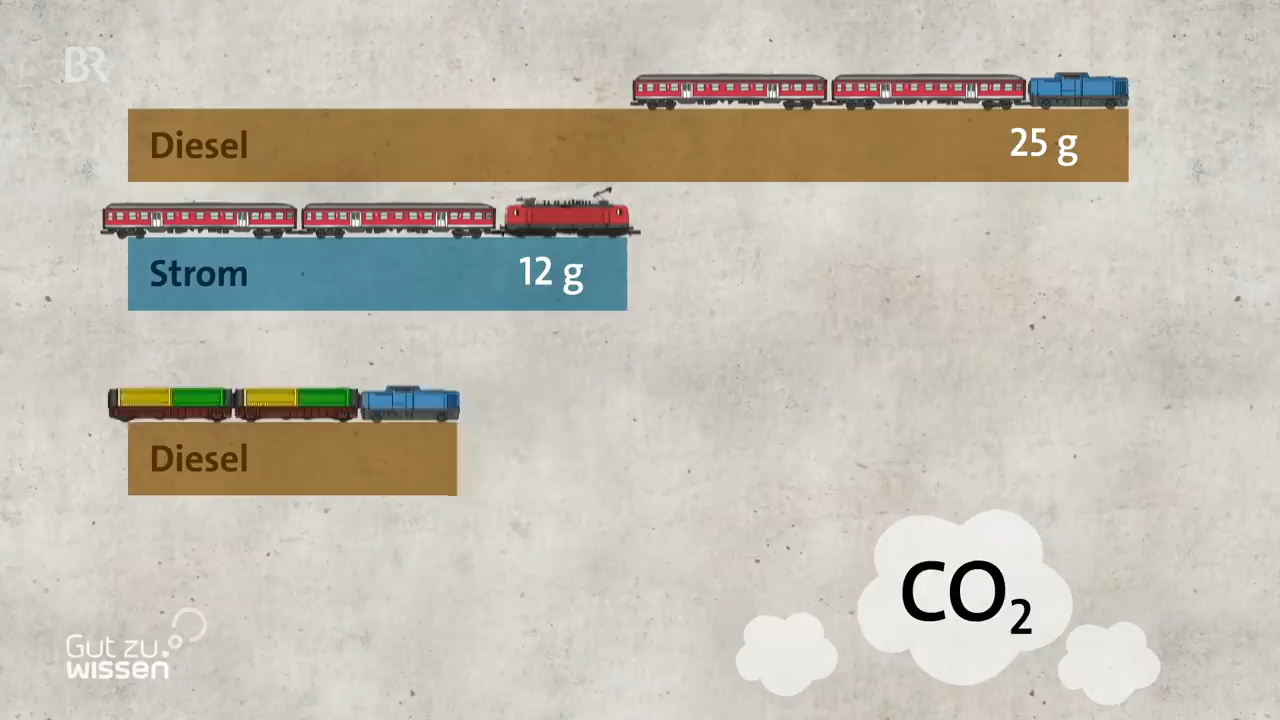 BR
Diesel
25 g
Strom
12 g
Diesel
CO₂
Gut zu
wissen